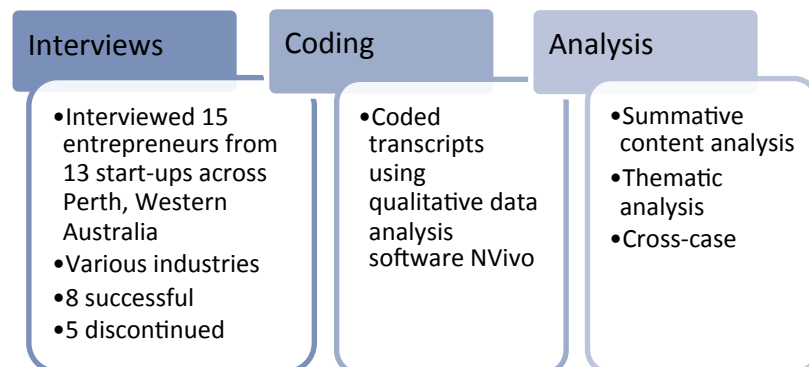 Interviews
•Interviewed 15
entrepreneurs from
13 start-ups across
Perth, Western
Australia
•Various industries
•8 successful
•5 discontinued
Coding
•Coded
transcripts
using
qualitative data
analysis
software NVivo
Analysis
•Summative
content analysis
•Thematic
analysis
•Cross-case